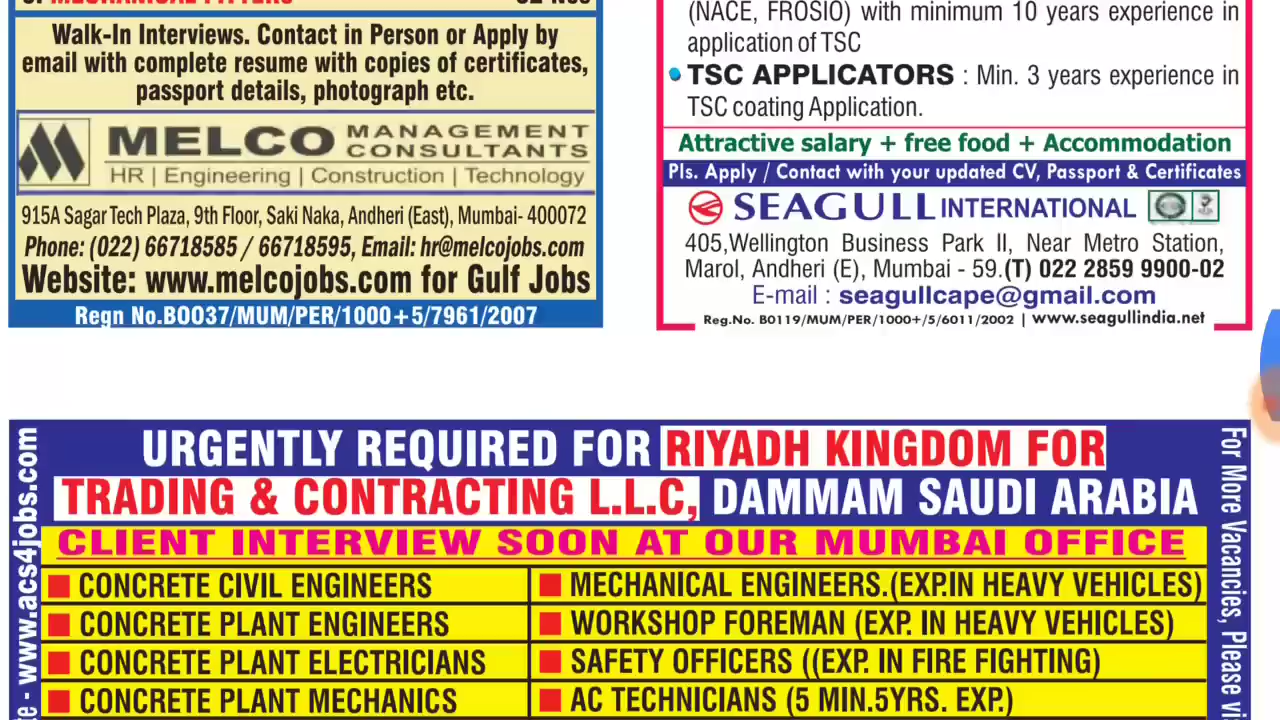 Walk-In Interviews. Contact in Person or Apply by
email with complete resume with copies of certificates,
passport details, photograph etc.
MELCO MANAGEMENT CONSULTANTS
HR | Engineering | Construction | Technology
915A Sagar Tech Plaza, 9th Floor, Saki Naka, Andheri (East), Mumbai- 400072
Phone: (022) 66718585 / 66718595, Email: hr@melcojobs.com
Website: www.melcojobs.com for Gulf Jobs
Regn No.B0037/MUM/PER/1000+5/7961/2007
(NACE, FROSIO) with minimum 10 years experience in
application of TSC
TSC APPLICATORS : Min. 3 years experience in
TSC coating Application.
Attractive salary + free food + Accommodation
Pls. Apply / Contact with your updated CV, Passport & Certificates
SEAGULL INTERNATIONAL
405,Wellington Business Park II, Near Metro Station,
Marol, Andheri (E), Mumbai - 59.(T) 022 2859 9900-02
E-mail : seagullcape@gmail.com
Reg.No. B0119/MUM/PER/1000+/5/6011/2002 | www.seagullindia.net
URGENTLY REQUIRED FOR RIYADH KINGDOM FOR
TRADING & CONTRACTING L.L.C, DAMMAM SAUDI ARABIA
CLIENT INTERVIEW SOON AT OUR MUMBAI OFFICE
CONCRETE CIVIL ENGINEERS
CONCRETE PLANT ENGINEERS
CONCRETE PLANT ELECTRICIANS
CONCRETE PLANT MECHANICS
MECHANICAL ENGINEERS.(EXP.IN HEAVY VEHICLES)
WORKSHOP FOREMAN (EXP. IN HEAVY VEHICLES)
SAFETY OFFICERS ((EXP. IN FIRE FIGHTING)
AC TECHNICIANS (5 MIN.5YRS. EXP.)
- www.acs4jobs.com
For More Vacancies, Please